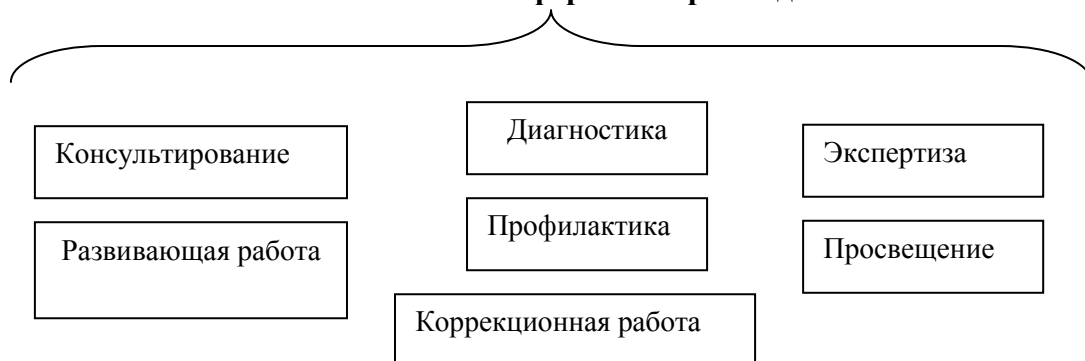 Консультирование
Диагностика
Экспертиза
Развивающая работа
Профилактика
Просвещение
Коррекционная работа